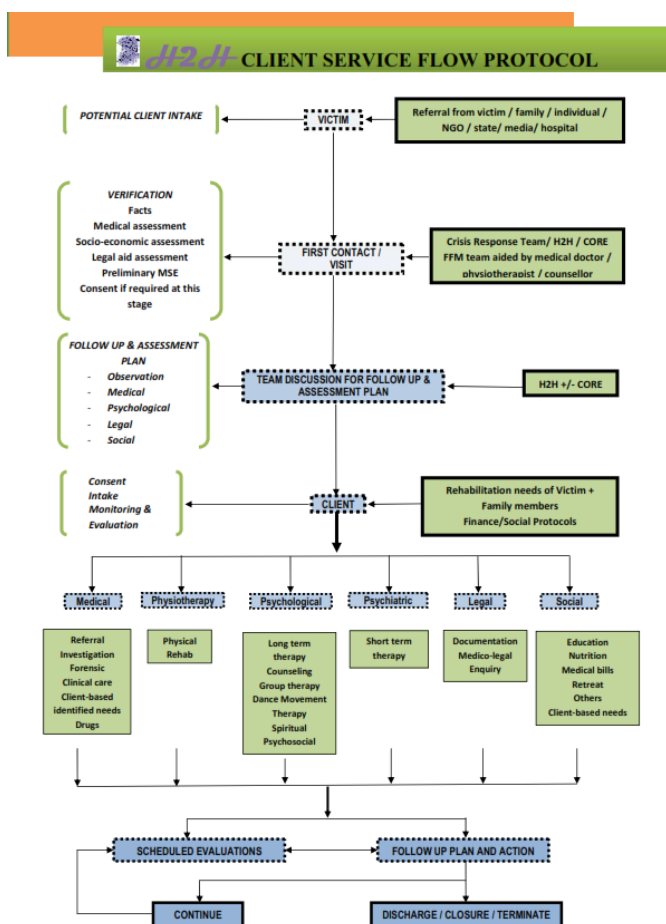 H2H CLIENT SERVICE FLOW PROTOCOL
POTENTIAL CLIENT INTAKE
VICTIM
Referral from victim / family / individual /
NGO / state/ media/ hospital
VERIFICATION
Facts
Medical assessment
Socio-economic assessment
Legal aid assessment
Preliminary MSE
Consent if required at this
stage
FIRST CONTACT /
VISIT
Crisis Response Team/ H2H / CORE
FFM team aided by medical doctor /
physiotherapist / counsellor
FOLLOW UP & ASSESSMENT
PLAN
- Observation
- Medical
- Psychological
- Legal
- Social
TEAM DISCUSSION FOR FOLLOW UP &
ASSESSMENT PLAN
H2H +/- CORE
Consent
Intake
Monitoring &
Evaluation
CLIENT
Rehabilitation needs of Victim +
Family members
Finance/Social Protocols
Medical
Physiotherapy
Psychological
Psychiatric
Legal
Social
Referral
Investigation
Forensic
Clinical care
Client-based
identified needs
Drugs
Physical
Rehab
Long term
therapy
Counseling
Group therapy
Dance Movement
Therapy
Spiritual
Psychosocial
Short term
therapy
Documentation
Medico-legal
Enquiry
Education
Nutrition
Medical bills
Retreat
Others
Client-based needs
SCHEDULED EVALUATIONS
FOLLOW UP PLAN AND ACTION
CONTINUE
DISCHARGE / CLOSURE / TERMINATE